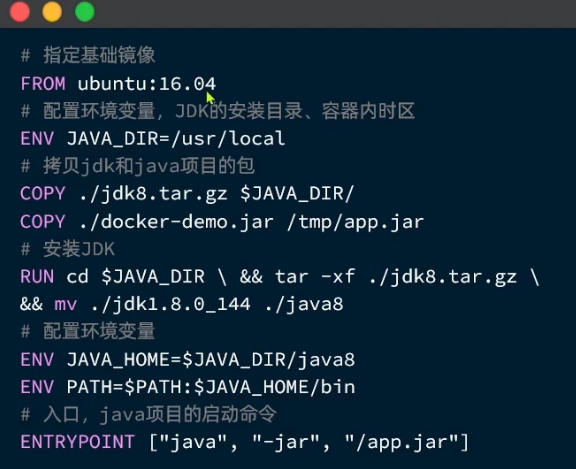 # 指定基础镜像
FROM ubuntu:16.04
# 配置环境变量，JDK的安装目录、容器内时区
ENV JAVA_DIR=/usr/local
# 拷贝jdk和java项目的包
COPY ./jdk8.tar.gz $JAVA_DIR/
COPY ./docker-demo.jar /tmp/app.jar
# 安装JDK
RUN cd $JAVA_DIR \ && tar -xf ./jdk8.tar.gz \
&& mv ./jdk1.8.0_144 ./java8
# 配置环境变量
ENV JAVA_HOME=$JAVA_DIR/java8
ENV PATH=$PATH:$JAVA_HOME/bin
# 入口，java项目的启动命令
ENTRYPOINT ["java", "-jar", "/app.jar"]